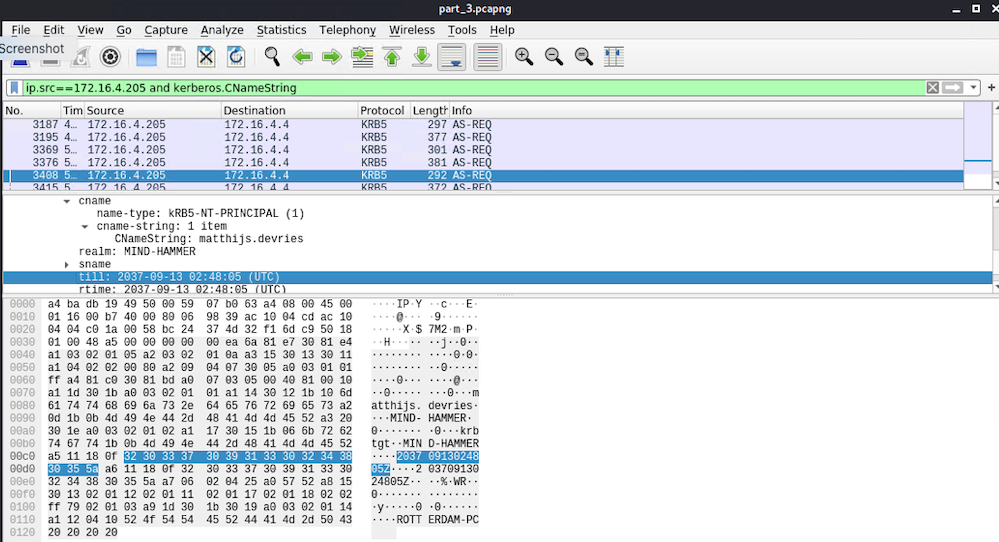 part_3.pcapng
File Edit View Go Capture Analyze Statistics Telephony Wireless Tools Help
Screenshot
ip.src==172.16.4.205 and kerberos.CNameString
No. Tim Source Destination Protocol Length Info
3187 4… 172.16.4.205 172.16.4.4 KRB5 297 AS-REQ
3195 4… 172.16.4.205 172.16.4.4 KRB5 377 AS-REQ
3369 5… 172.16.4.205 172.16.4.4 KRB5 301 AS-REQ
3376 5… 172.16.4.205 172.16.4.4 KRB5 381 AS-REQ
3408 5… 172.16.4.205 172.16.4.4 KRB5 292 AS-REQ
3415 5… 172.16.4.205 172.16.4.4 KRB5 372 AS-REQ
cname
name-type: kRB5-NT-PRINCIPAL (1)
cname-string: 1 item
CNameString: matthijs.devries
realm: MIND-HAMMER
sname
till: 2037-09-13 02:48:05 (UTC)
rtime: 2037-09-13 02:48:05 (UTC)
0000 a4 ba db 19 49 50 00 59 07 b0 63 a4 08 00 45 00 ····IP·Y ··c···E·
0010 01 16 00 b7 40 00 80 06 98 39 ac 10 04 cd ac 10 ····@··· ·9······
0020 04 04 c0 1a 00 58 bc 24 37 4d 32 f1 6d c9 50 18 ·····X·$ 7M2·m·P·
0030 01 00 48 a5 00 00 00 00 00 ea 6a 81 e7 30 81 e4 ··H····· ··j··0··
0040 a1 03 02 01 05 a2 03 02 01 0a a3 15 30 13 30 11 ········ ····0·0·
0050 a1 04 02 02 00 80 a2 09 04 07 30 05 a0 03 01 01 ········ ··0·····
0060 ff a4 81 c0 30 81 bd a0 07 03 05 00 40 81 00 10 ····0··· ····@···
0070 a1 1d 30 1b a0 03 02 01 01 a1 14 30 12 1b 10 6d ··0····· ···0···m
0080 61 74 74 68 69 6a 73 2e 64 65 76 72 69 65 73 a2 atthijs. devries·
0090 0d 1b 0b 4d 49 4e 44 2d 48 41 4d 4d 45 52 a3 20 ···MIND- HAMMER·
00a0 30 1e a0 03 02 01 02 a1 17 30 15 1b 06 6b 72 62 0······· ·0···krb
00b0 74 67 74 1b 0b 4d 49 4e 44 2d 48 41 4d 4d 45 52 tgt··MIN D-HAMMER
00c0 a5 11 18 0f 32 30 33 37 30 39 31 33 30 32 34 38 ····2037 09130248
00d0 30 35 5a a6 11 18 0f 32 30 33 37 30 39 31 33 30 05Z····2 03709130
00e0 32 34 38 30 35 5a a7 06 02 04 25 a0 57 52 a8 15 24805Z·· ··%·WR··
00f0 30 13 02 01 12 02 01 11 02 01 17 02 01 18 02 02 0······· ········
0100 ff 79 02 01 03 a9 1d 30 1b 30 19 a0 03 02 01 14 ·y·····0 ·0······
0110 a1 12 04 10 52 4f 54 54 45 52 44 41 4d 2d 50 43 ····ROTT ERDAM-PC
0120 20 20 20 20